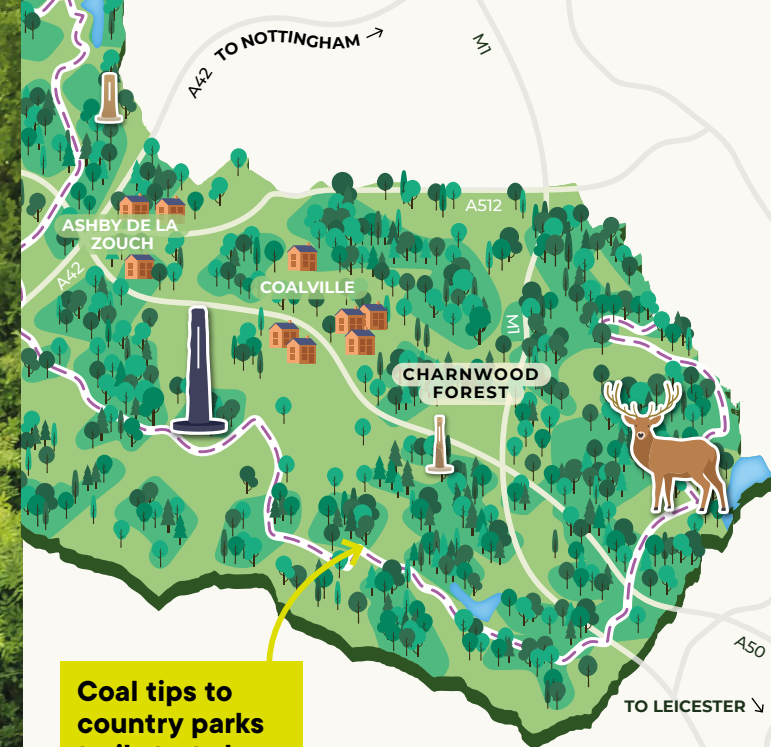 TO NOTTINGHAM
A42
M1
A512
ASHBY DE LA
ZOUCH
A42
COALVILLE
M1
CHARNWOOD
FOREST
A50
TO LEICESTER
Coal tips to
country parks